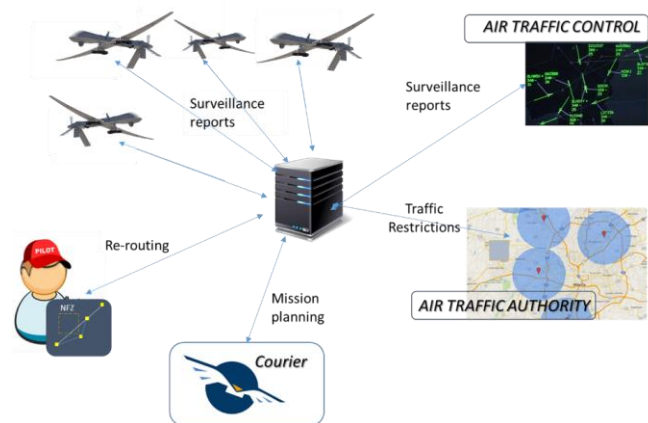 AIR TRAFFIC CONTROL
Surveillance
reports
Surveillance
reports
Traffic
Restrictions
Re-routing
PILOT
NFZ
AIR TRAFFIC AUTHORITY
Mission
planning
Courier